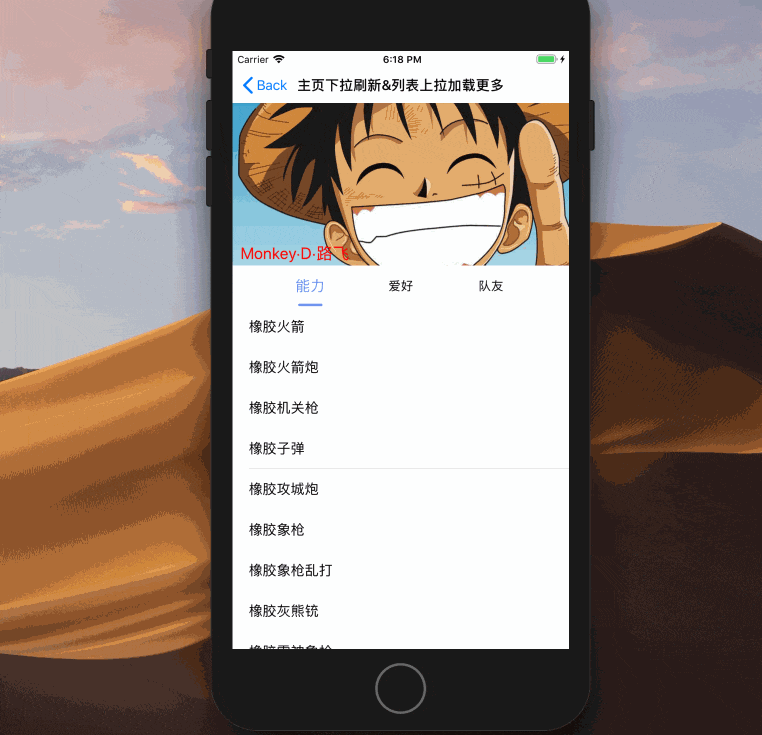 Carrier 6:18 PM
Back 主页下拉刷新&列表上拉加载更多
Monkey·D·路飞
能力 爱好 队友
橡胶火箭
橡胶火箭炮
橡胶机关枪
橡胶子弹
橡胶攻城炮
橡胶象枪
橡胶象枪乱打
橡胶灰熊铳